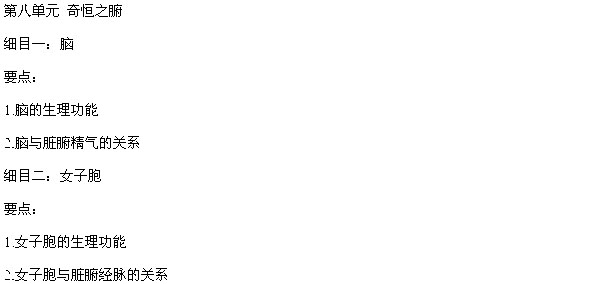 第八单元 奇恒之腑
细目一：脑
要点：
1.脑的生理功能
2.脑与脏腑精气的关系
细目二：女子胞
要点：
1.女子胞的生理功能
2.女子胞与脏腑经脉的关系